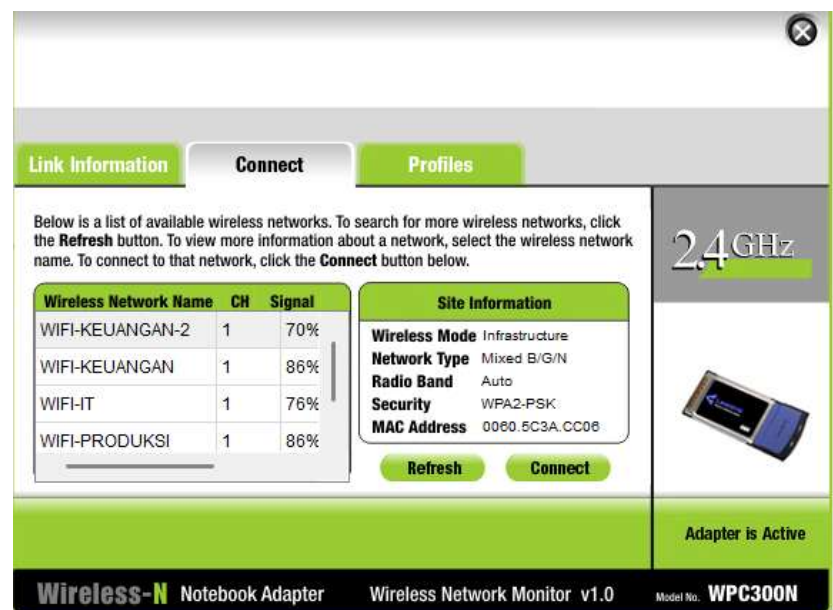 Link Information
Connect
Profiles
Below is a list of available wireless networks. To search for more wireless networks, click
the Refresh button. To view more information about a network, select the wireless network
name. To connect to that network, click the Connect button below.
2.4GHz
Wireless Network Name CH Signal
WIFI-KEUANGAN-2 1 70%
WIFI-KEUANGAN 1 86%
WIFI-IT 1 76%
WIFI-PRODUKSI 1 86%
Site Information
Wireless Mode Infrastructure
Network Type Mixed B/G/N
Radio Band Auto
Security WPA2-PSK
MAC Address 0060.5C3A.CC06
Refresh
Connect
Adapter is Active
Wireless-N Notebook Adapter
Wireless Network Monitor v1.0
Model No. WPC300N